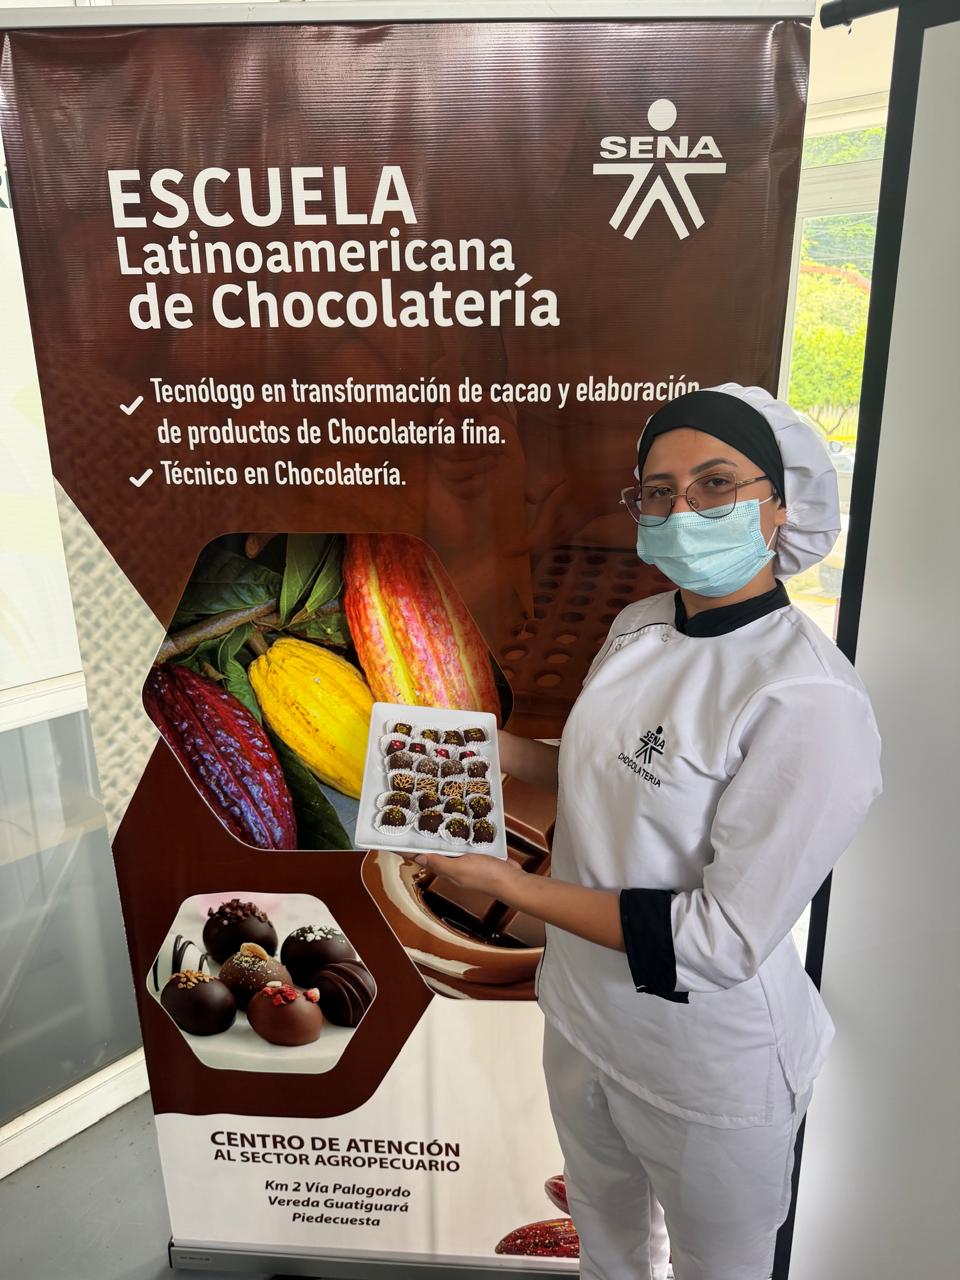 SENA
ESCUELA
Latinoamericana
de Chocolatería
Tecnólogo en transformación de cacao y elaboración
de productos de Chocolatería fina.
Técnico en Chocolatería.
SENA
CHOCOLATERIA
CENTRO DE ATENCIÓN
AL SECTOR AGROPECUARIO
Km 2 Vía Palogordo
Vereda Guatiguará
Piedecuesta